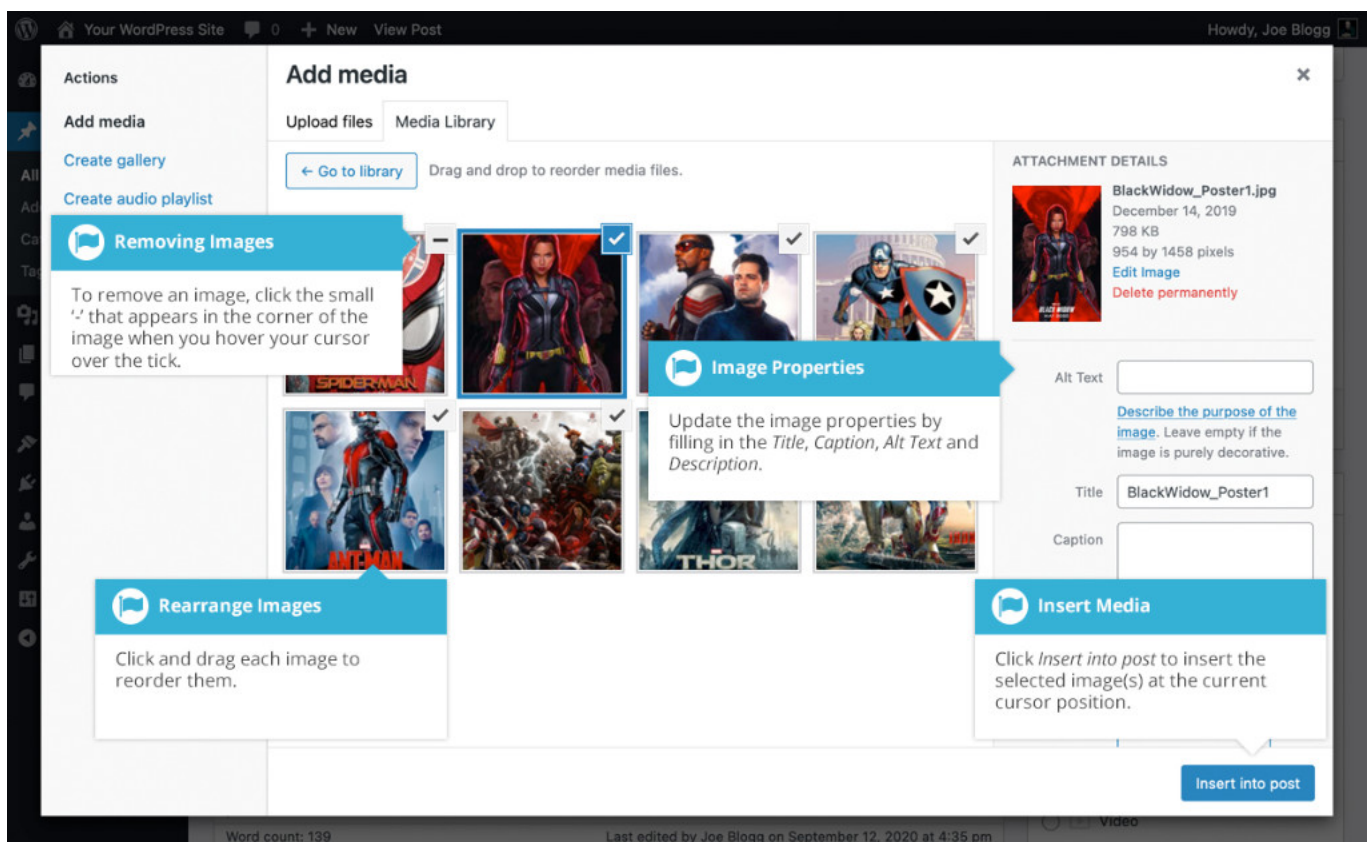 Your WordPress Site 0 + New View Post Howdy, Joe Blogg
Actions
Add media
Create gallery
Create audio playlist
Add media ×
Upload files Media Library
← Go to library Drag and drop to reorder media files.
All
Ad
Ca
Tag
Removing Images
To remove an image, click the small
‘-’ that appears in the corner of the
image when you hover your cursor
over the tick.
SPIDER-MAN
ANT-MAN
THOR
Image Properties
Update the image properties by
filling in the Title, Caption, Alt Text and
Description.
Rearrange Images
Click and drag each image to
reorder them.
ATTACHMENT DETAILS
BlackWidow_Poster1.jpg
December 14, 2019
798 KB
954 by 1458 pixels
Edit Image
Delete permanently
BLACK WIDOW
Alt Text
Describe the purpose of the
image. Leave empty if the
image is purely decorative.
Title BlackWidow_Poster1
Caption
Insert Media
Click Insert into post to insert the
selected image(s) at the current
cursor position.
Insert into post
Video
Word count: 139 Last edited by Joe Blogg on September 12, 2020 at 4:35 pm